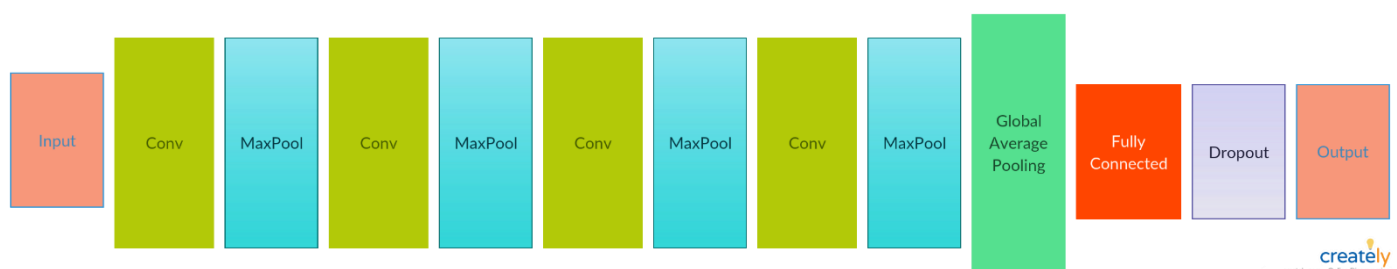 Input
Conv
MaxPool
Conv
MaxPool
Conv
MaxPool
Conv
MaxPool
Global
Average
Pooling
Fully
Connected
Dropout
Output
creately